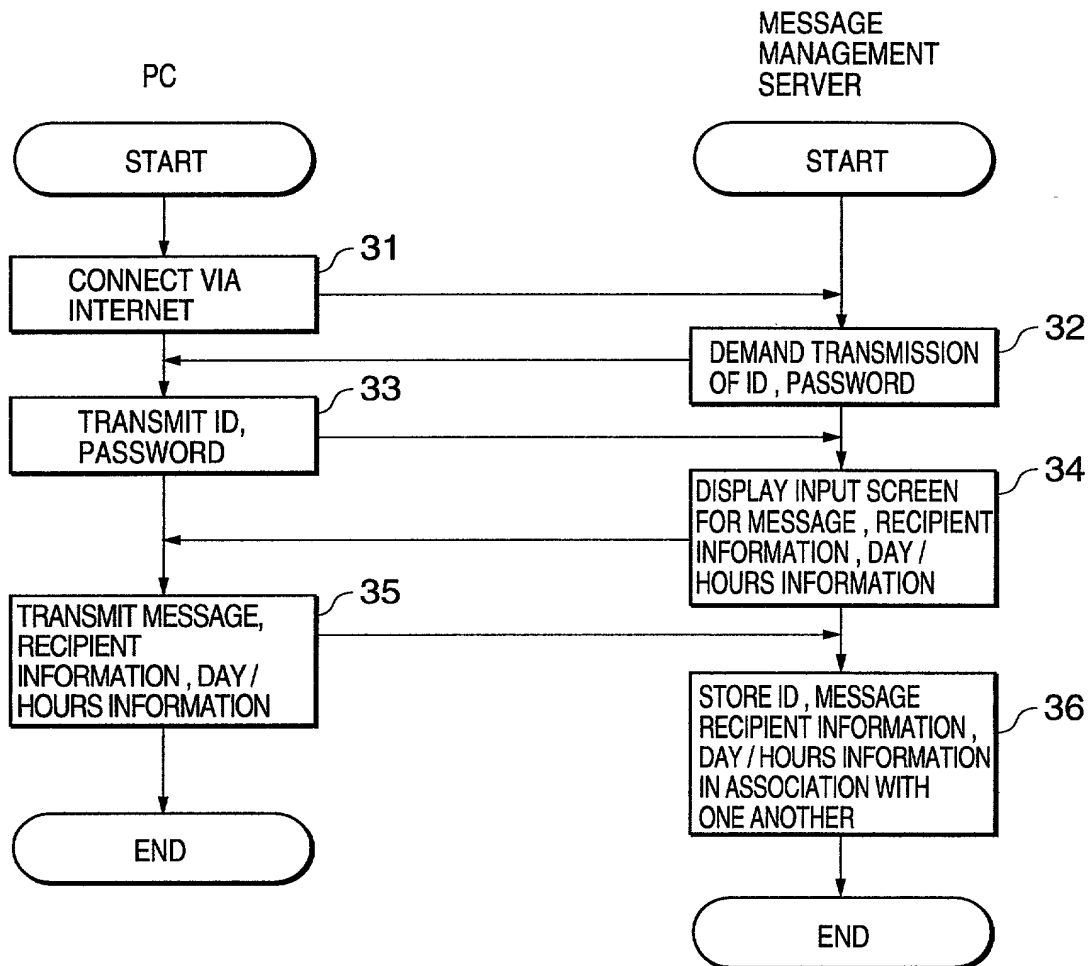 MESSAGE
MANAGEMENT
SERVER
PC
START
START
31
CONNECT VIA
INTERNET
32
DEMAND TRANSMISSION
OF ID , PASSWORD
33
TRANSMIT ID,
PASSWORD
34
DISPLAY INPUT SCREEN
FOR MESSAGE , RECIPIENT
INFORMATION , DAY /
HOURS INFORMATION
35
TRANSMIT MESSAGE,
RECIPIENT
INFORMATION , DAY /
HOURS INFORMATION
36
STORE ID , MESSAGE
RECIPIENT INFORMATION ,
DAY / HOURS INFORMATION
IN ASSOCIATION WITH
ONE ANOTHER
END
END